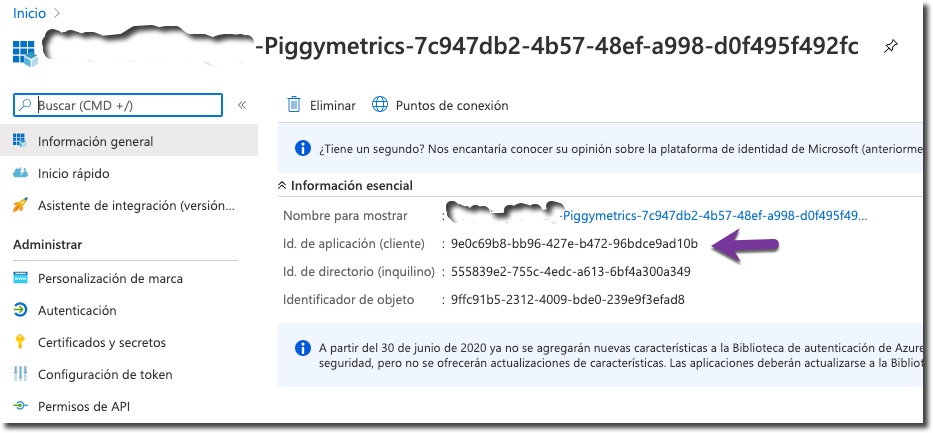 Inicio >
-Piggymetrics-7c947db2-4b57-48ef-a998-d0f495f492fc
Buscar (CMD +/)
«
Eliminar
Puntos de conexión
Información general
Inicio rápido
Asistente de integración (versión...
Administrar
Personalización de marca
Autenticación
Certificados y secretos
Configuración de token
Permisos de API
¿Tiene un segundo? Nos encantaría conocer su opinión sobre la plataforma de identidad de Microsoft (anteriorme
Información esencial
Nombre para mostrar : -Piggymetrics-7c947db2-4b57-48ef-a998-d0f495f49...
Id. de aplicación (cliente) : 9e0c69b8-bb96-427e-b472-96bdce9ad10b
Id. de directorio (inquilino) : 555839e2-755c-4edc-a613-6bf4a300a349
Identificador de objeto : 9ffc91b5-2312-4009-bde0-239e9f3efad8
A partir del 30 de junio de 2020 ya no se agregarán nuevas características a la Biblioteca de autenticación de Azure
seguridad, pero no se ofrecerán actualizaciones de características. Las aplicaciones deberán actualizarse a la Bibliot